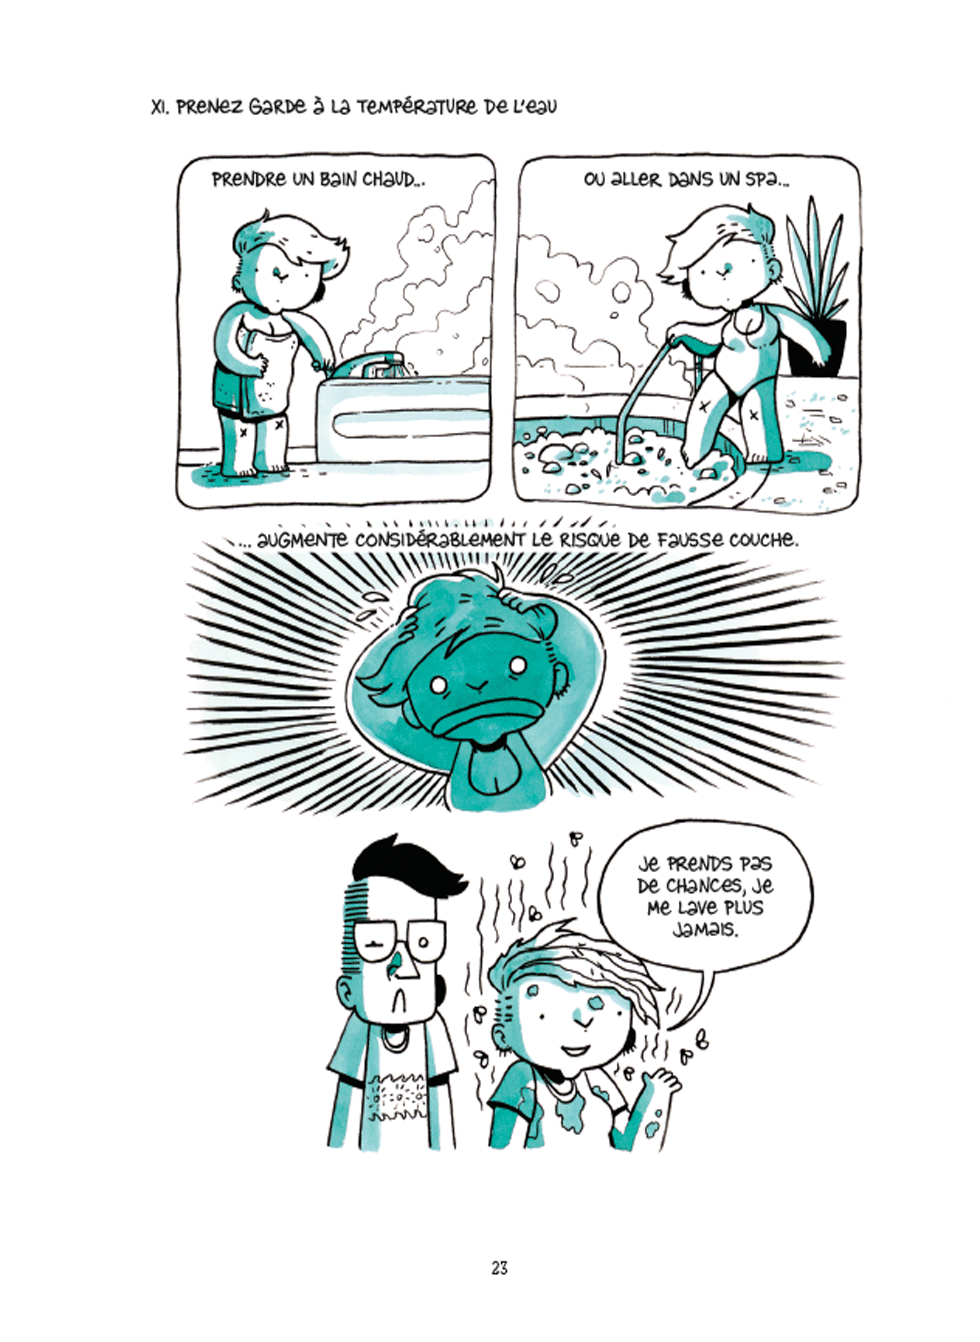 XI. Prenez garde à la température de l'eau
Prendre un bain chaud...
Ou aller dans un spa...
... augmente considérablement le risque de fausse couche.
Je prends pas
de chances, je
me lave plus
jamais.
23